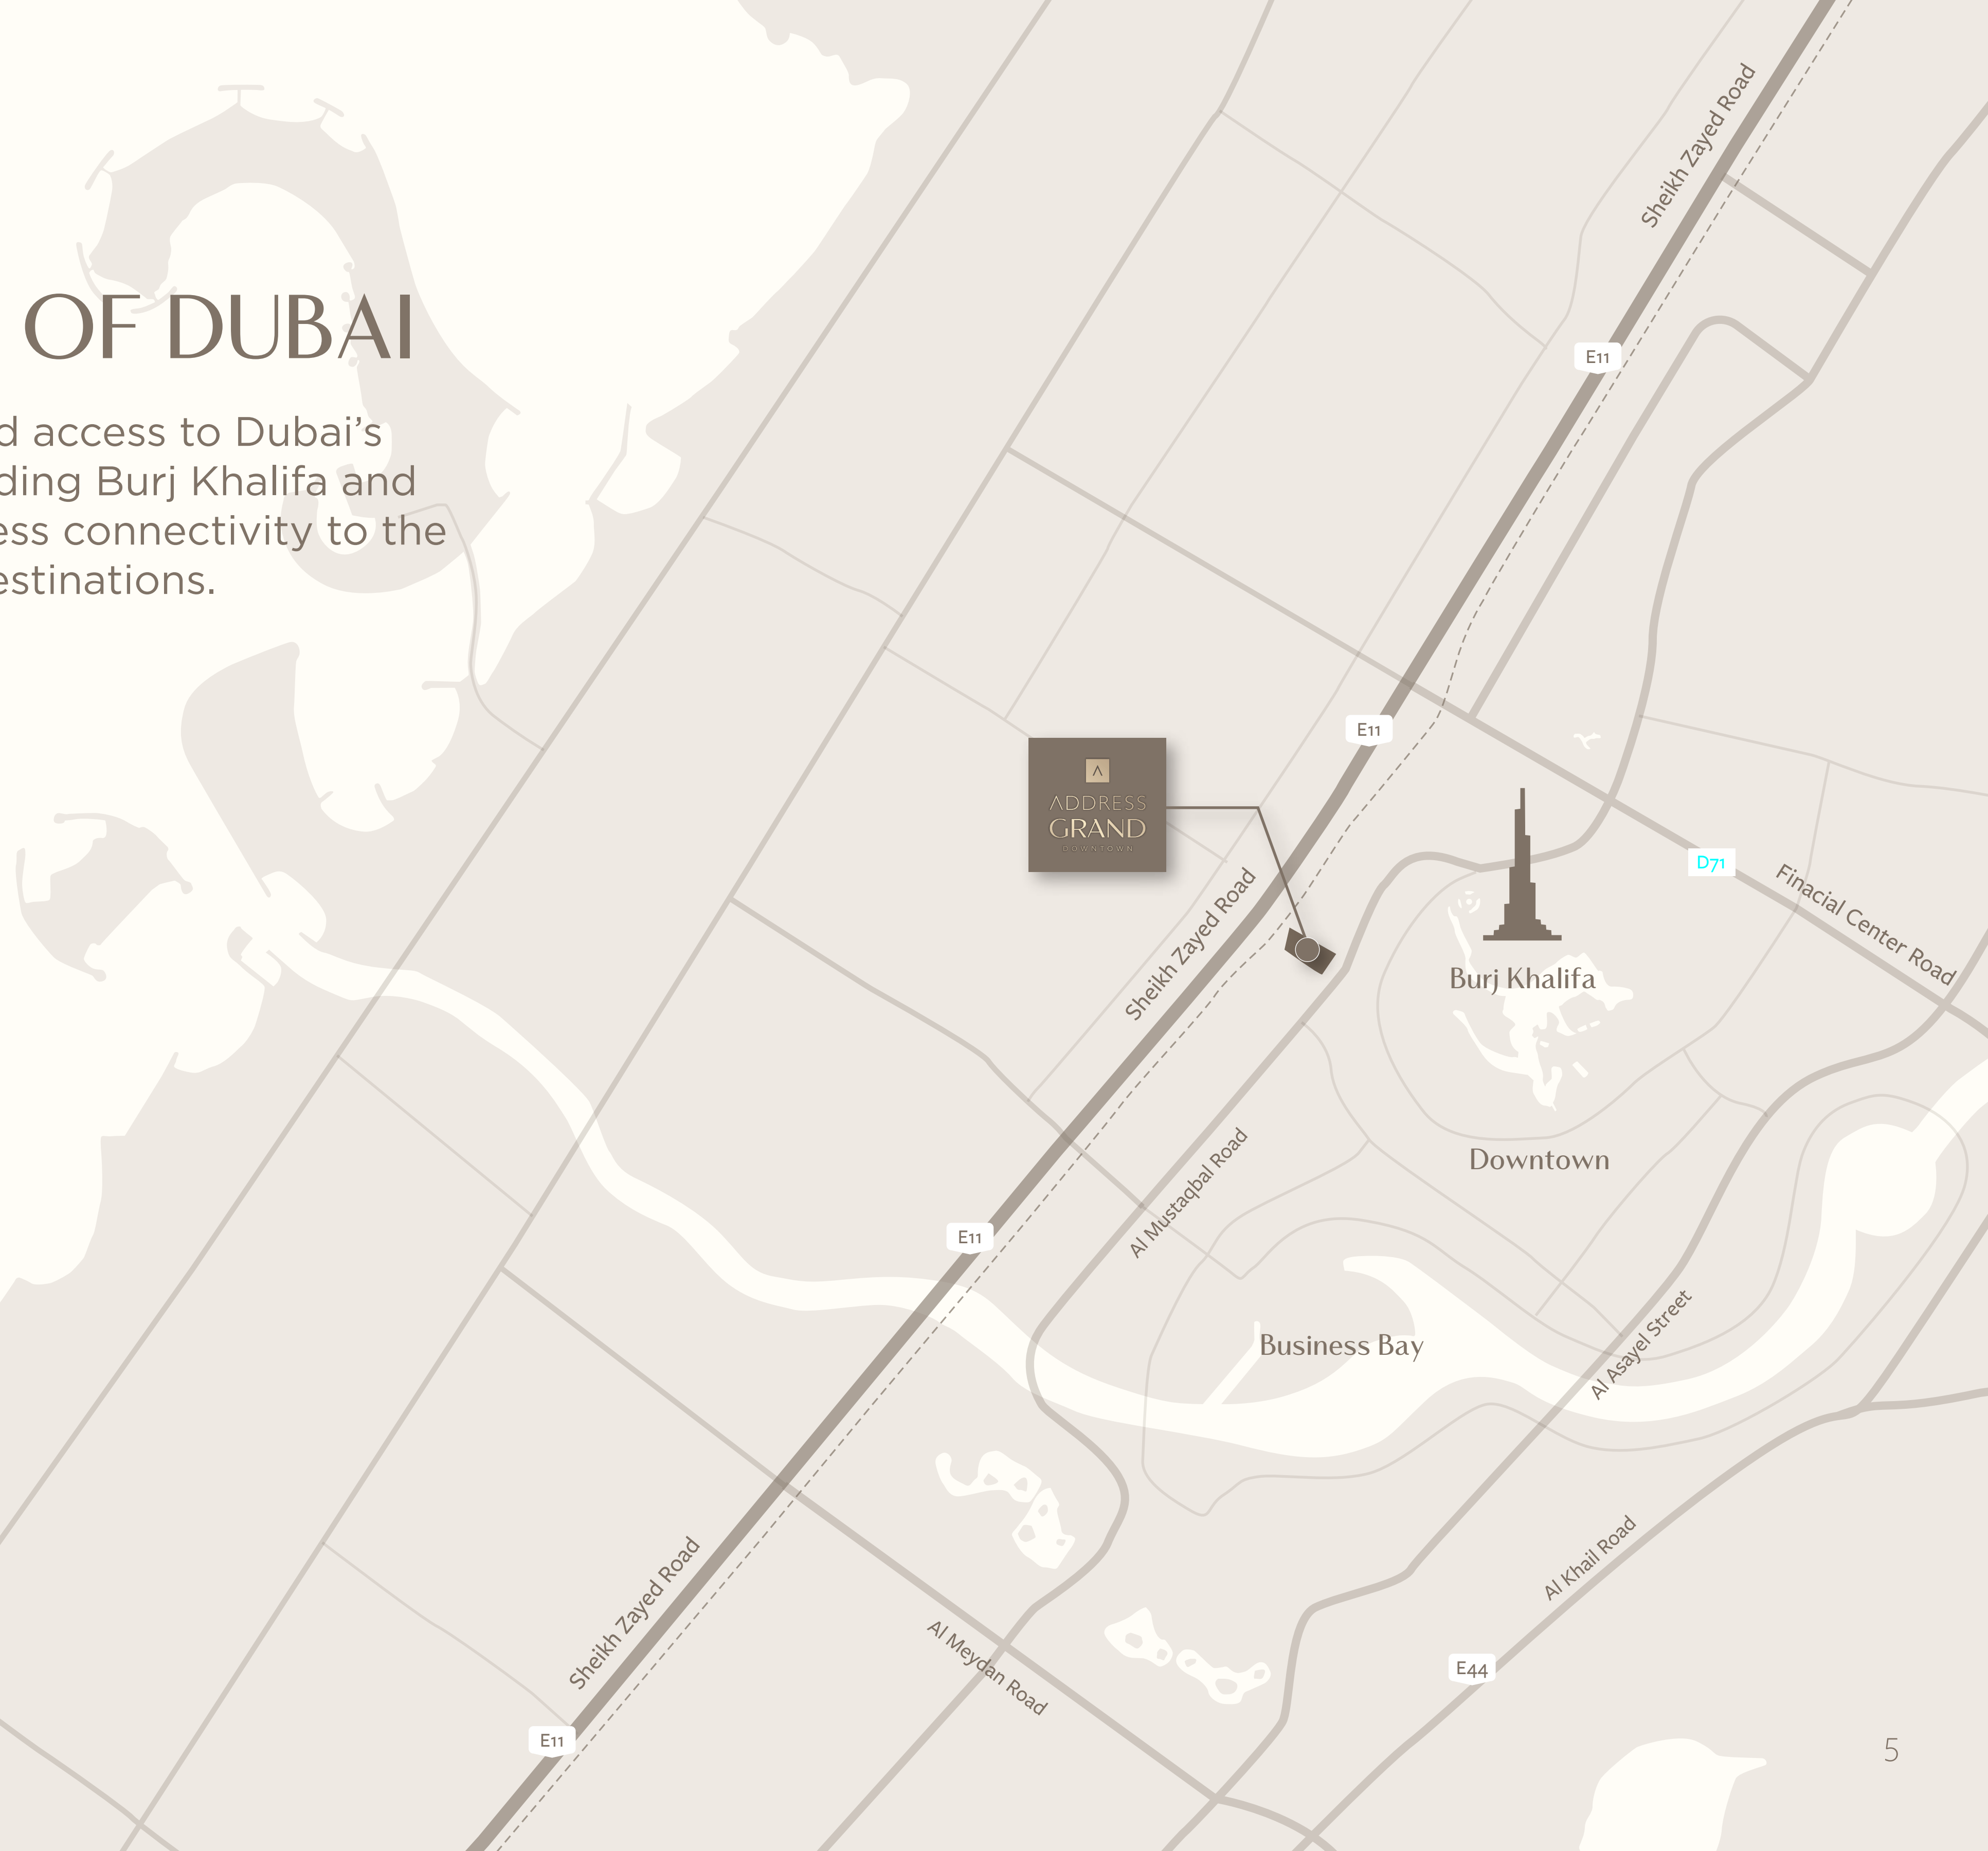 OF DUBAI
d access to Dubai's
ding Burj Khalifa and
ess connectivity to the
estinations.
Sheikh Zayed Road
E11
E11
ADDRESS
GRAND
DOWNTOWN
D71
Finacial Center Road
Sheikh Zayed Road
Burj Khalifa
Downtown
Al Mustaqbal Road
E11
Business Bay
Al Asayel Street
Sheikh Zayed Road
Al Khail Road
Al Meydan Road
E44
E11
5